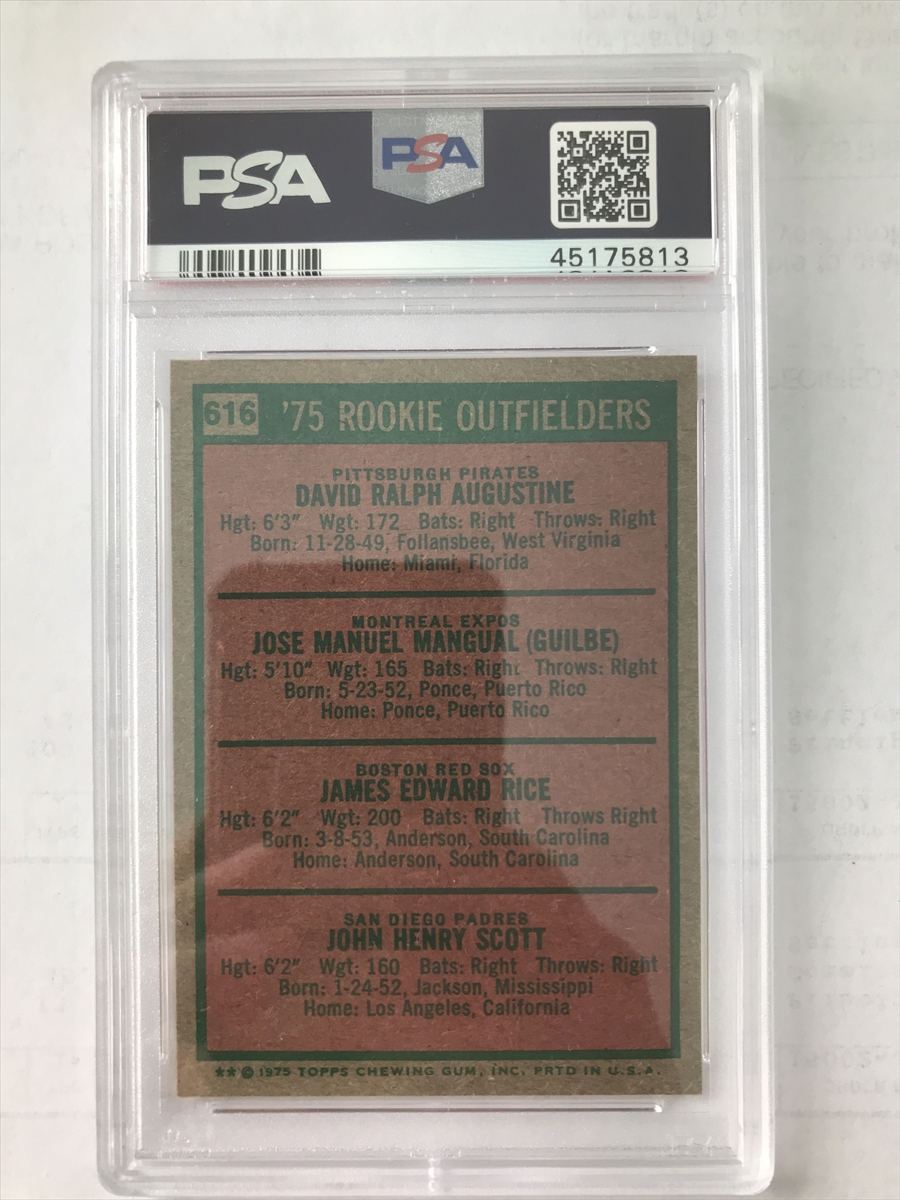 PSA
PSA
45175813
616 '75 ROOKIE OUTFIELDERS
PITTSBURGH PIRATES
DAVID RALPH AUGUSTINE
Hgt: 6'3" Wgt: 172 Bats: Right Throws: Right
Born: 11-28-49, Follansbee, West Virginia
Home: Miami, Florida
MONTREAL EXPOS
JOSE MANUEL MANGUAL (GUILBE)
Hgt: 5'10" Wgt: 165 Bats: Right Throws: Right
Born: 5-23-52, Ponce, Puerto Rico
Home: Ponce, Puerto Rico
BOSTON RED SOX
JAMES EDWARD RICE
Hgt: 6'2" Wgt: 200 Bats: Right Throws Right
Born: 3-8-53, Anderson, South Carolina
Home: Anderson, South Carolina
SAN DIEGO PADRES
JOHN HENRY SCOTT
Hgt: 6'2" Wgt: 160 Bats: Right Throws: Right
Born: 1-24-52, Jackson, Mississippi
Home: Los Angeles, California
★★ © 1975 TOPPS CHEWING GUM, INC. PRTD IN U.S.A.